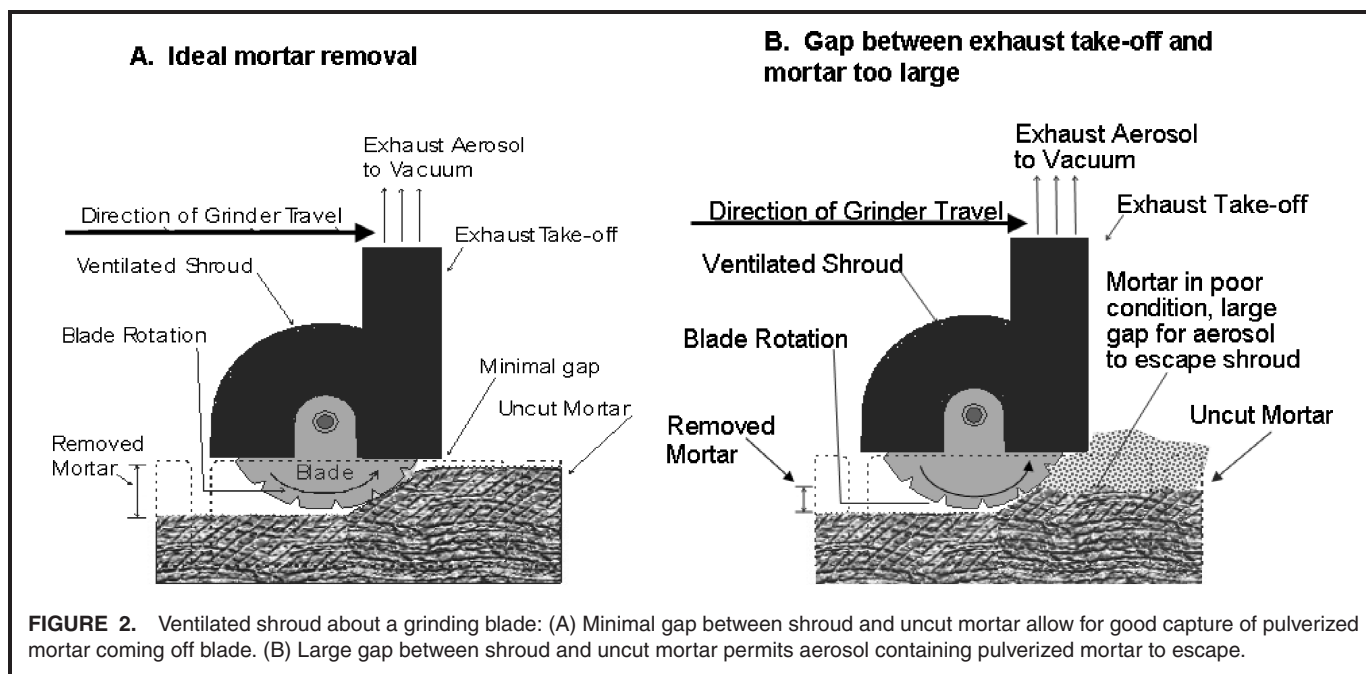 A. Ideal mortar removal
Exhaust Aerosol
to Vacuum
Direction of Grinder Travel
Exhaust Take-off
Ventilated Shroud
Blade Rotation
Minimal gap
Uncut Mortar
Removed
Mortar
Blade
B. Gap between exhaust take-off and
mortar too large
Exhaust Aerosol
to Vacuum
Direction of Grinder Travel
Exhaust Take-off
Ventilated Shroud
Mortar in poor
condition, large
gap for aerosol
to escape shroud
Blade Rotation
Removed
Mortar
Uncut Mortar
FIGURE 2. Ventilated shroud about a grinding blade: (A) Minimal gap between shroud and uncut mortar allow for good capture of pulverized
mortar coming off blade. (B) Large gap between shroud and uncut mortar permits aerosol containing pulverized mortar to escape.